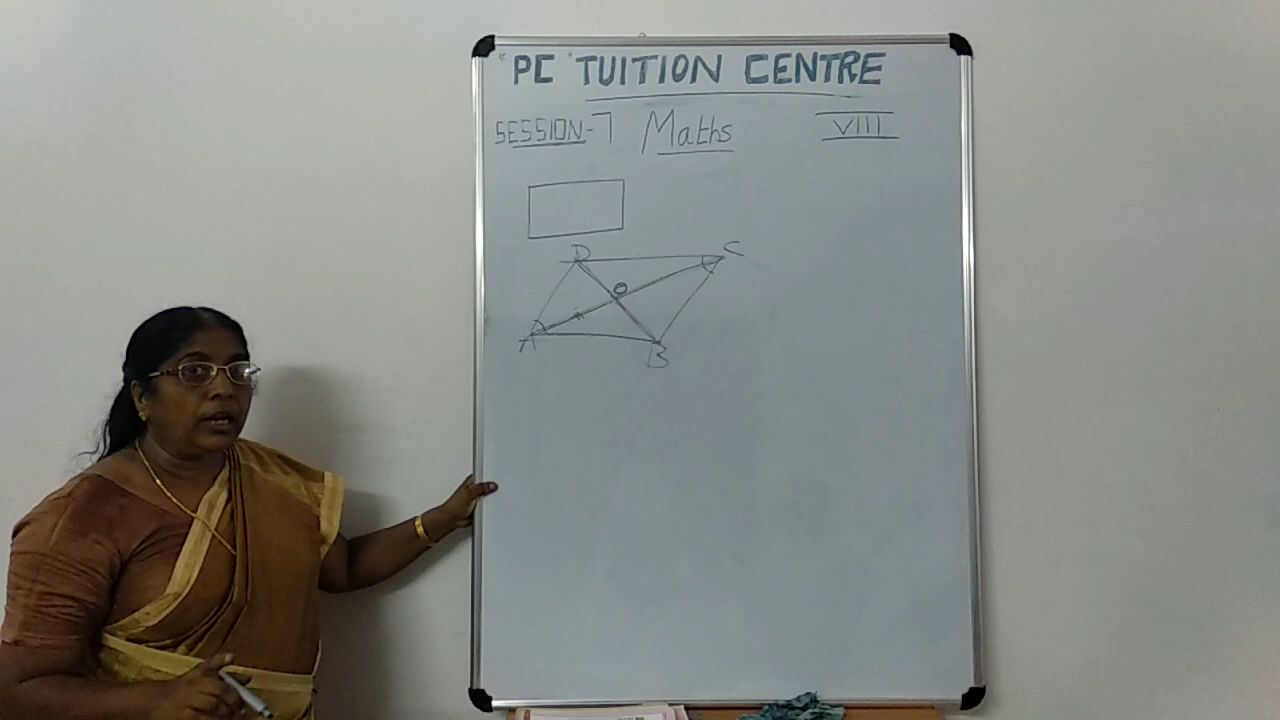 "PC" TUITION CENTRE
SESSION-7 Maths VIII
D C
O
A B